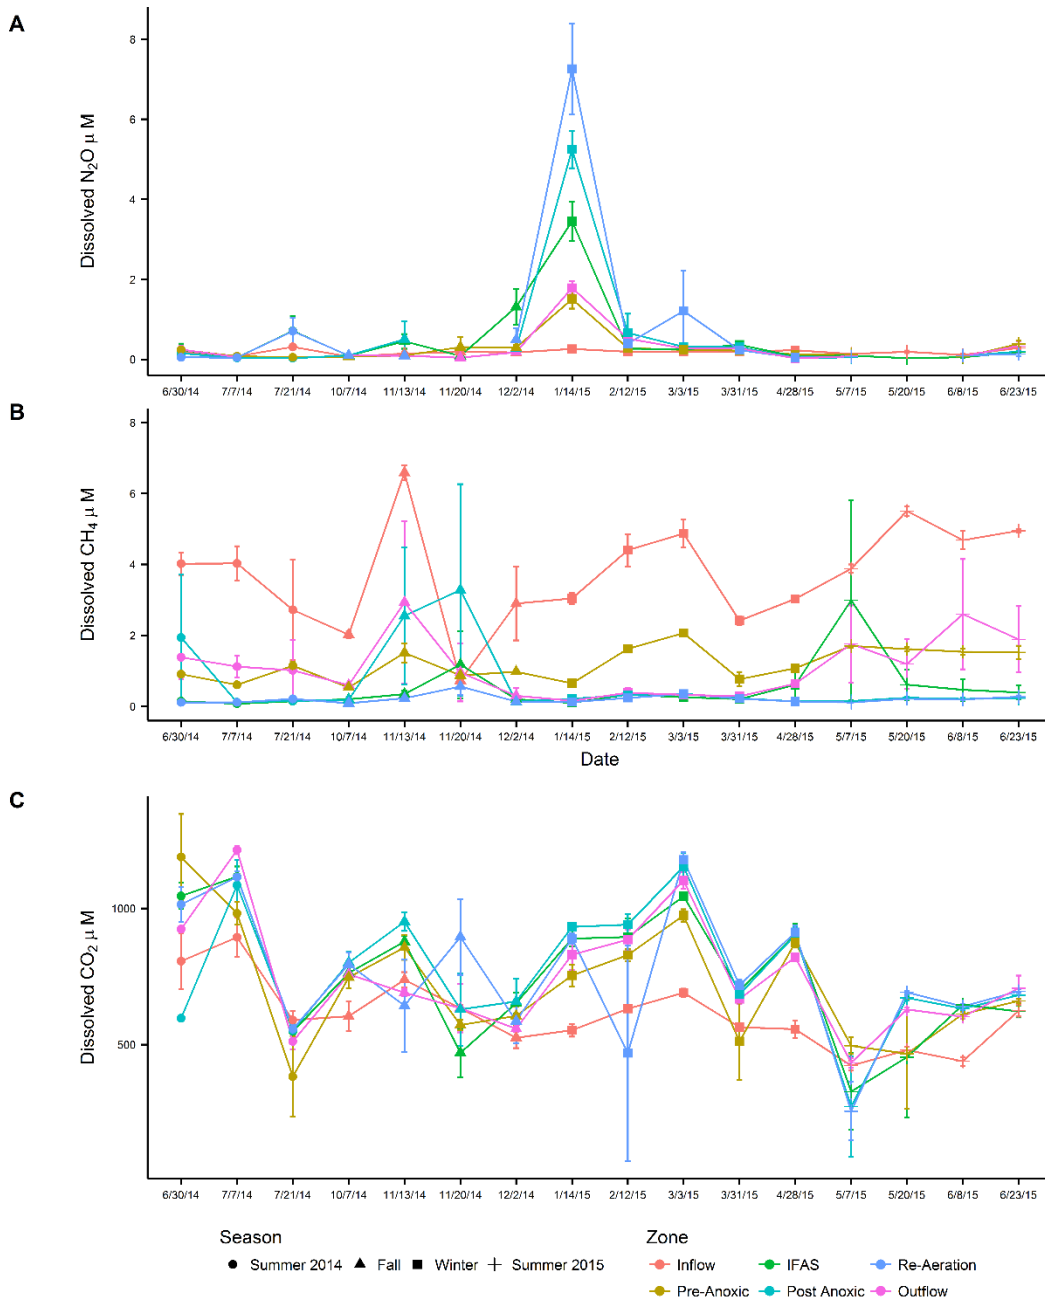 A
8
6
4
2
0
Dissolved N₂O μ M
6/30/14 7/7/14 7/21/14 10/7/14 11/13/14 11/20/14 12/2/14 1/14/15 2/12/15 3/3/15 3/31/15 4/28/15 5/7/15 5/20/15 6/8/15 6/23/15
B
8
6
4
2
0
Dissolved CH₄ μ M
6/30/14 7/7/14 7/21/14 10/7/14 11/13/14 11/20/14 12/2/14 1/14/15 2/12/15 3/3/15 3/31/15 4/28/15 5/7/15 5/20/15 6/8/15 6/23/15
Date
C
1000
500
Dissolved CO₂ μ M
6/30/14 7/7/14 7/21/14 10/7/14 11/13/14 11/20/14 12/2/14 1/14/15 2/12/15 3/3/15 3/31/15 4/28/15 5/7/15 5/20/15 6/8/15 6/23/15
Season
Summer 2014 Fall Winter Summer 2015
Zone
Inflow IFAS Re-Aeration
Pre-Anoxic Post Anoxic Outflow